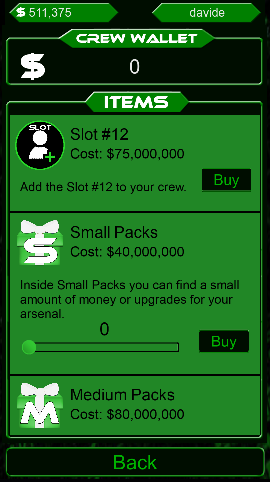 $ 511,375
davide
CREW WALLET
$ 0
ITEMS
SLOT
Slot #12
Cost: $75,000,000
Add the Slot #12 to your crew.
Buy
S
Small Packs
Cost: $40,000,000
Inside Small Packs you can find a small
amount of money or upgrades for your
arsenal.
0
Buy
M
Medium Packs
Cost: $80,000,000
Back